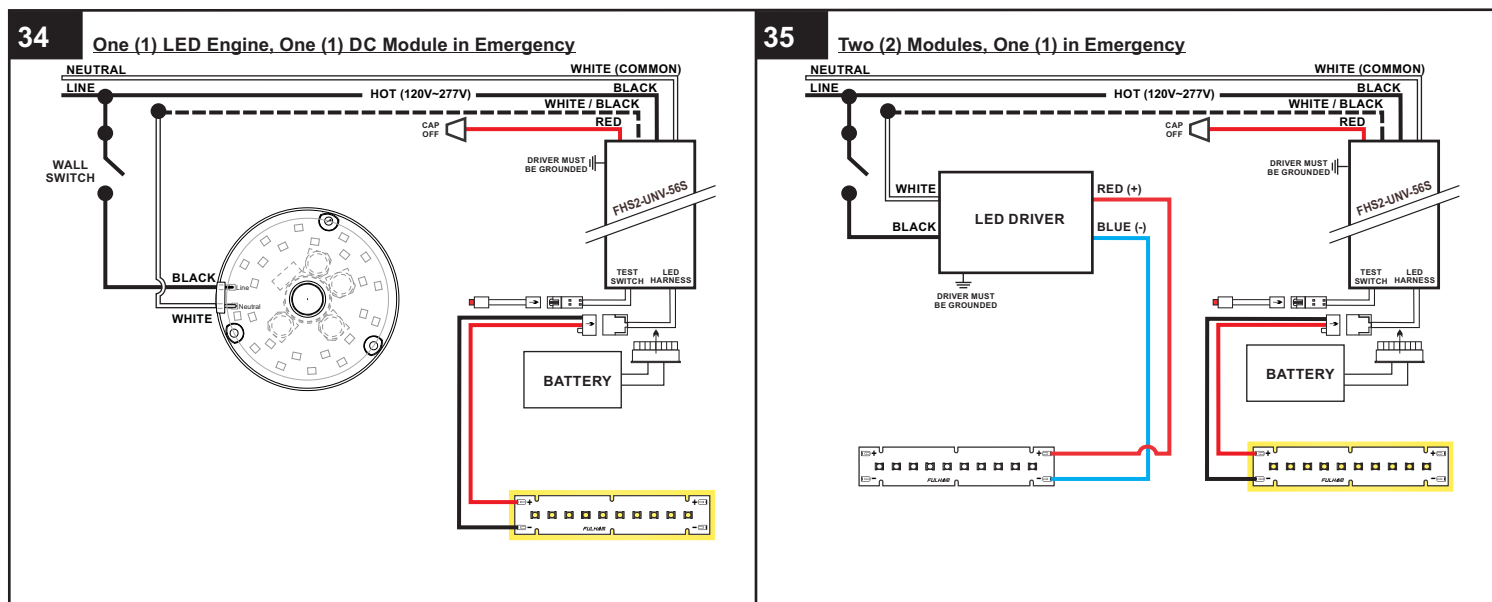 34
One (1) LED Engine, One (1) DC Module in Emergency
NEUTRAL
WHITE (COMMON)
LINE
HOT (120V~277V)
BLACK
WHITE / BLACK
RED
CAP
OFF
WALL
SWITCH
DRIVER MUST
BE GROUNDED
FHS2-UNV-56S
BLACK
Line
Neutral
WHITE
TEST
SWITCH
LED
HARNESS
BATTERY
+
+
-
-
FULHAM
35
Two (2) Modules, One (1) in Emergency
NEUTRAL
WHITE (COMMON)
LINE
HOT (120V~277V)
BLACK
WHITE / BLACK
RED
CAP
OFF
DRIVER MUST
BE GROUNDED
FHS2-UNV-56S
WHITE
BLACK
LED DRIVER
RED (+)
BLUE (-)
DRIVER MUST
BE GROUNDED
TEST
SWITCH
LED
HARNESS
BATTERY
+
+
-
-
FULHAM
+
+
-
-
FULHAM